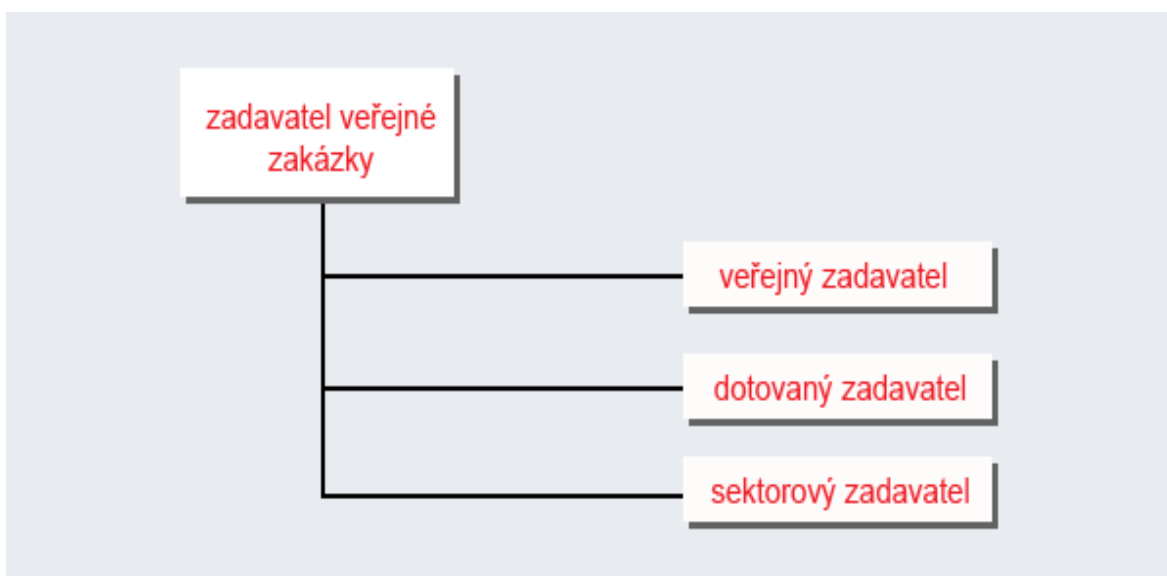 zadavatel veřejné
zakázky
veřejný zadavatel
dotovaný zadavatel
sektorový zadavatel